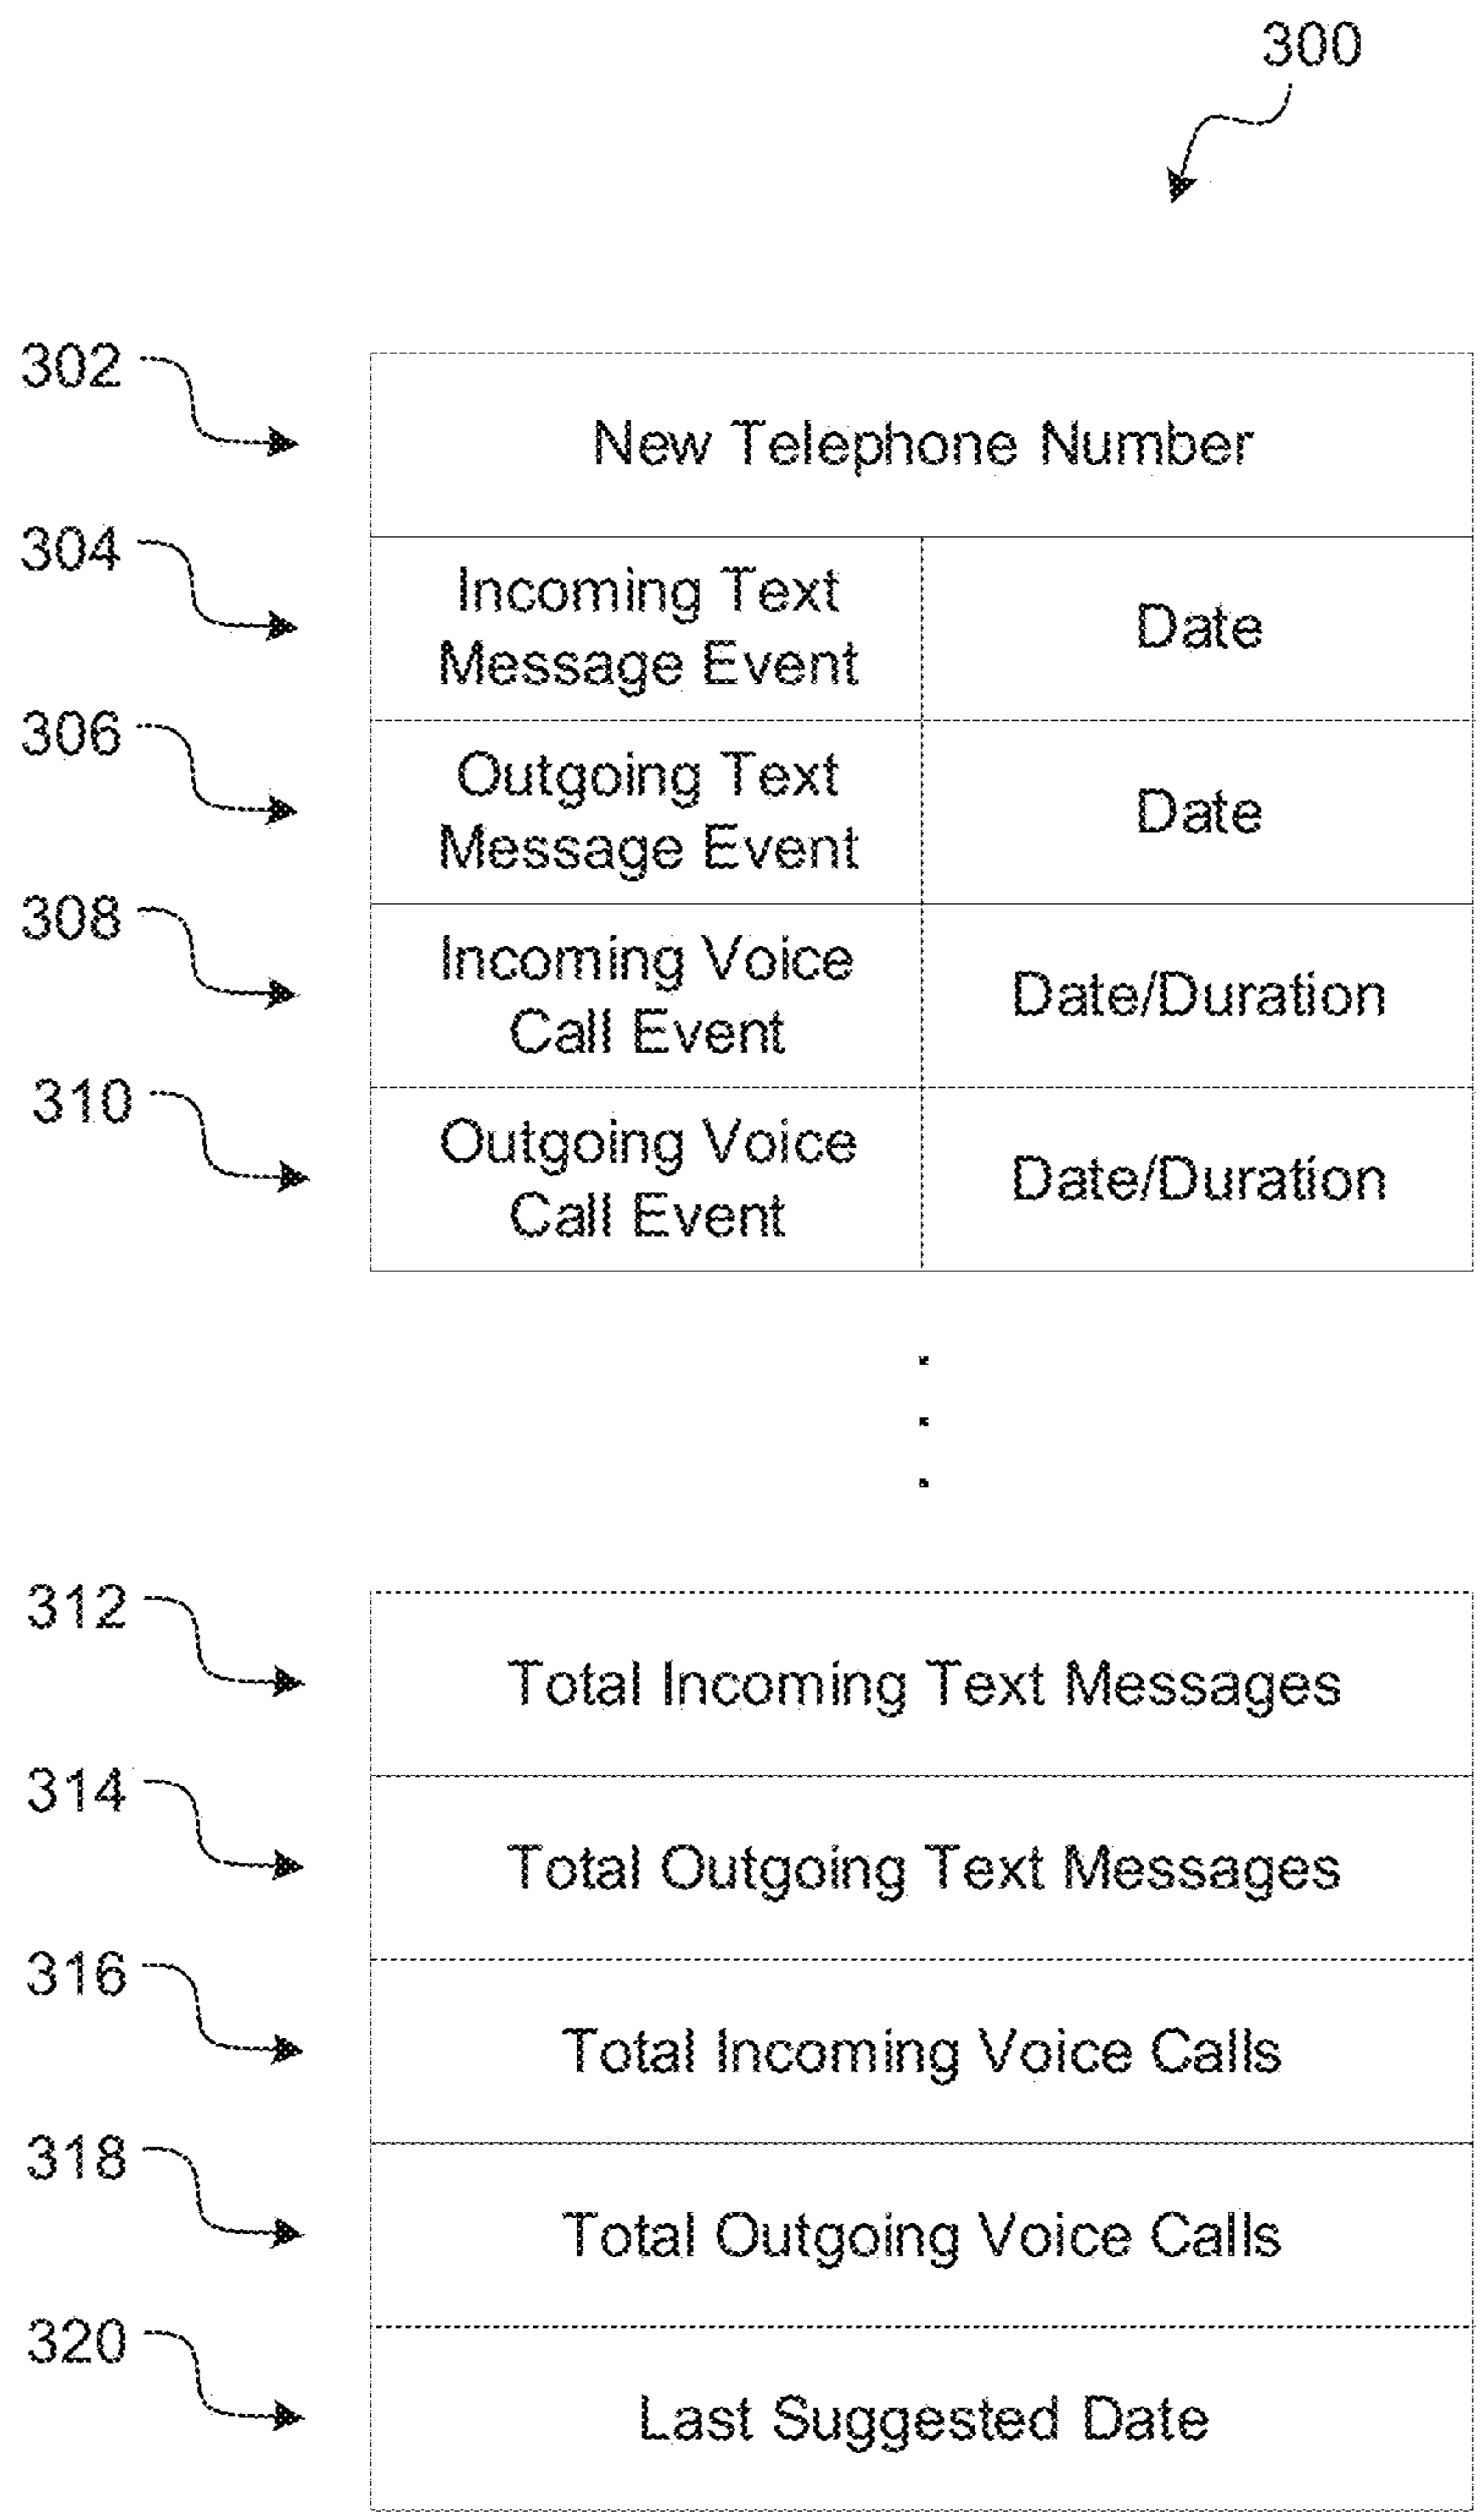 300
302
New Telephone Number
304
Incoming Text
Message Event
Date
306
Outgoing Text
Message Event
Date
308
Incoming Voice
Call Event
Date/Duration
310
Outgoing Voice
Call Event
Date/Duration
312
Total Incoming Text Messages
314
Total Outgoing Text Messages
316
Total Incoming Voice Calls
318
Total Outgoing Voice Calls
320
Last Suggested Date